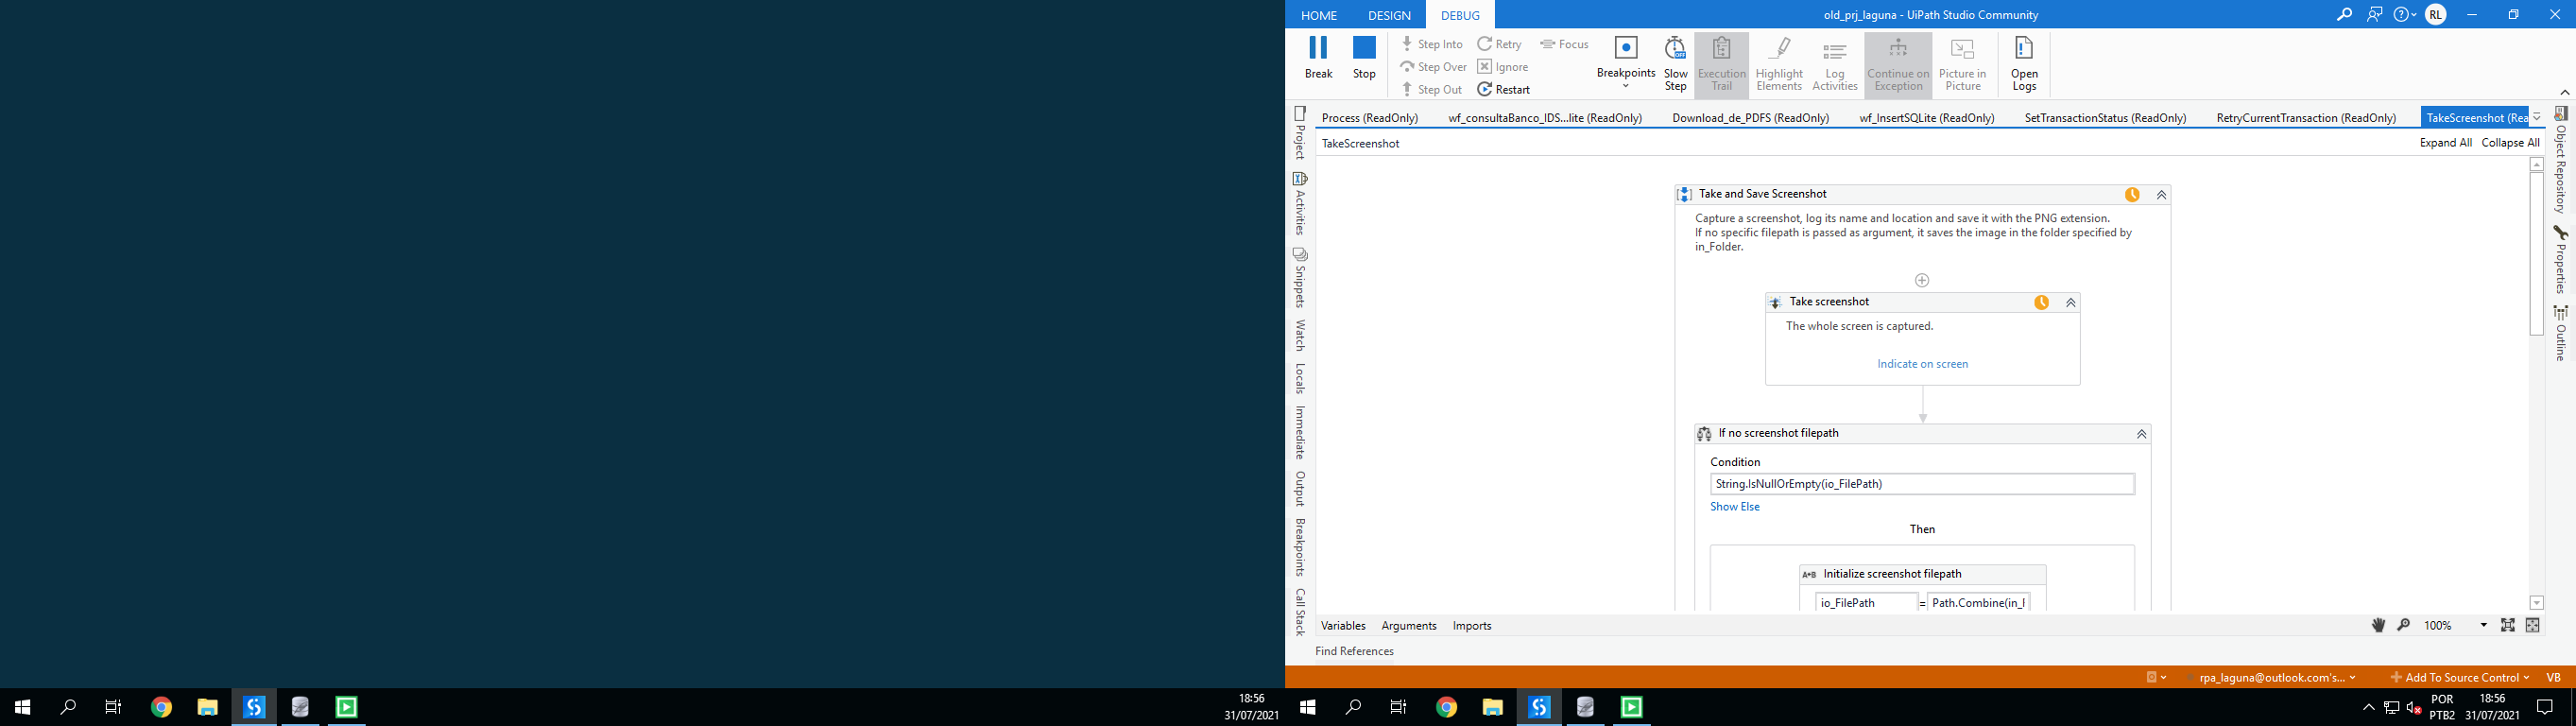 HOME DESIGN DEBUG old_prj_laguna - UiPath Studio Community RL
Break Stop Step Into Step Over Step Out Retry Ignore Restart Focus Breakpoints Slow Step Execution Trail Highlight Elements Log Activities Continue on Exception Picture in Picture Open Logs
Process (ReadOnly) wf_consultaBanco_IDS...lite (ReadOnly) Download_de_PDFS (ReadOnly) wf_InsertSQLite (ReadOnly) SetTransactionStatus (ReadOnly) RetryCurrentTransaction (ReadOnly) TakeScreenshot (Rea
TakeScreenshot Expand All Collapse All
Project
Activities
Snippets
Watch
Locals
Immediate
Output
Breakpoints
Call Stack
Take and Save Screenshot
Capture a screenshot, log its name and location and save it with the PNG extension.
If no specific filepath is passed as argument, it saves the image in the folder specified by
in_Folder.
Take screenshot
The whole screen is captured.
Indicate on screen
If no screenshot filepath
Condition
String.IsNullOrEmpty(io_FilePath)
Show Else
Then
A+B Initialize screenshot filepath
io_FilePath = Path.Combine(in_F
Object Repository
Properties
Outline
Variables Arguments Imports 100%
Find References
rpa_laguna@outlook.com's... Add To Source Control VB
18:56
31/07/2021
POR
PTB2
18:56
31/07/2021